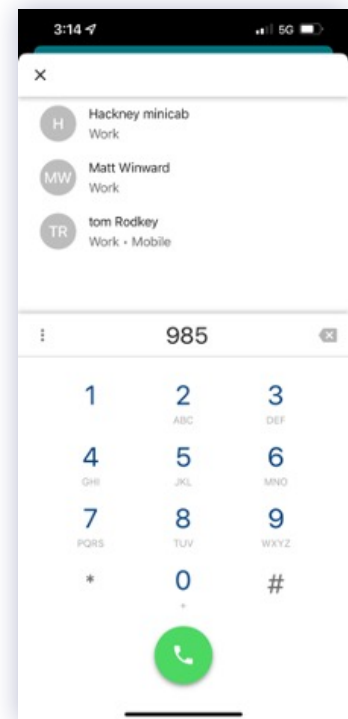 3:14 5G
×
H Hackney minicab
Work
MW Matt Winward
Work
TR tom Rodkey
Work • Mobile
985
1 2 3
ABC DEF
4 5 6
GHI JKL MNO
7 8 9
PQRS TUV WXYZ
* 0 #
+